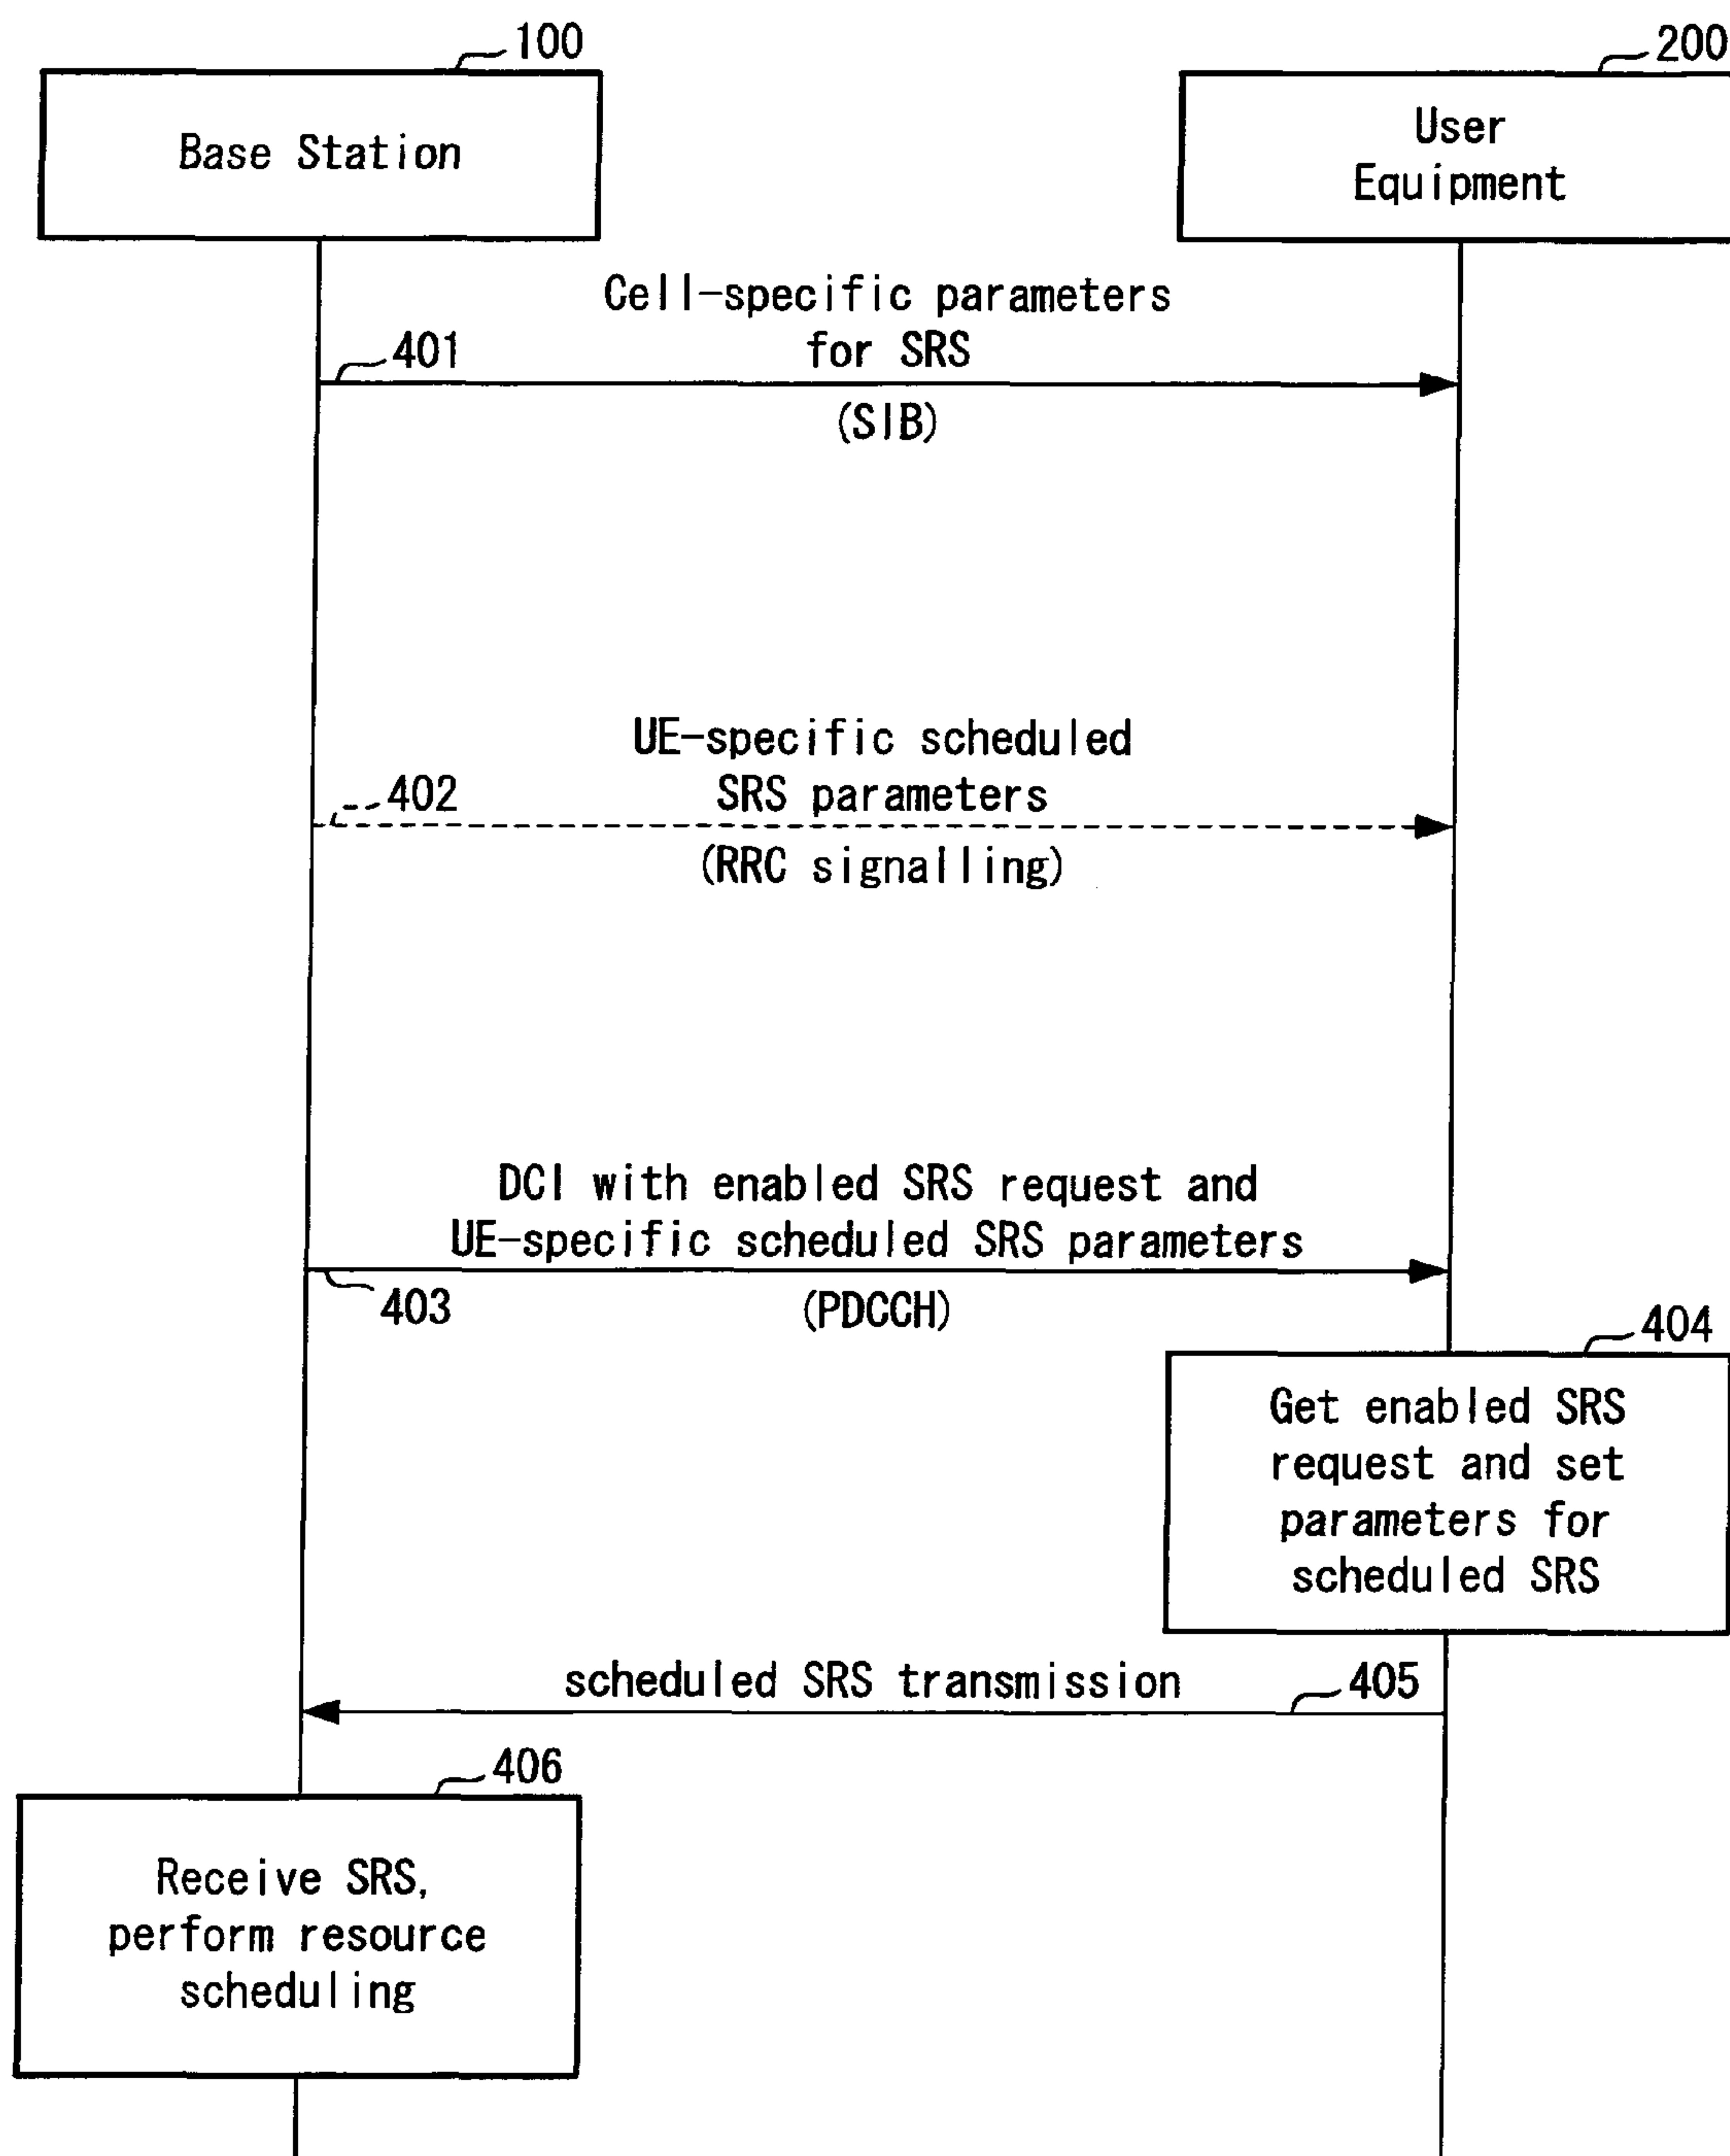 100
200
Base Station
User
Equipment
Cell-specific parameters
for SRS
401
(SIB)
UE-specific scheduled
SRS parameters
402
(RRC signalling)
DCI with enabled SRS request and
UE-specific scheduled SRS parameters
403
(PDCCH)
404
Get enabled SRS
request and set
parameters for
scheduled SRS
scheduled SRS transmission
405
406
Receive SRS,
perform resource
scheduling